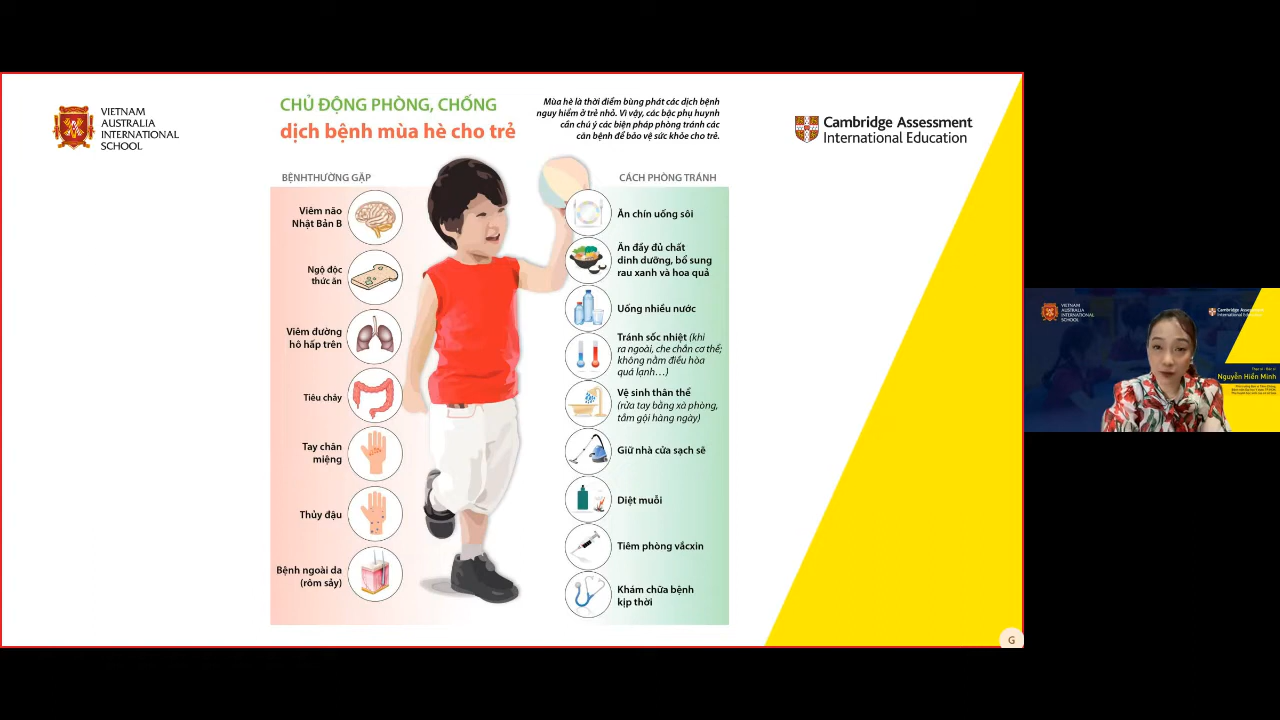 VIETNAM
AUSTRALIA
INTERNATIONAL
SCHOOL
CHỦ ĐỘNG PHÒNG, CHỐNG
dịch bệnh mùa hè cho trẻ
Mùa hè là thời điểm bùng phát các dịch bệnh
nguy hiểm ở trẻ nhỏ. Vì vậy, các bậc phụ huynh
cần chú ý các biện pháp phòng tránh các
căn bệnh để bảo vệ sức khỏe cho trẻ.
Cambridge Assessment
International Education
BỆNHTHƯỜNG GẶP
Viêm não
Nhật Bản B
Ngộ độc
thức ăn
Viêm đường
hô hấp trên
Tiêu chảy
Tay chân
miệng
Thủy đậu
Bệnh ngoài da
(rôm sảy)
CÁCH PHÒNG TRÁNH
Ăn chín uống sôi
Ăn đầy đủ chất
dinh dưỡng, bổ sung
rau xanh và hoa quả
Uống nhiều nước
Tránh sốc nhiệt (khi
ra ngoài, che chắn cơ thể;
không nằm điều hòa
quá lạnh...)
Vệ sinh thân thể
(rửa tay bằng xà phòng,
tắm gội hàng ngày)
Giữ nhà cửa sạch sẽ
Diệt muỗi
Tiêm phòng vắcxin
Khám chữa bệnh
kịp thời
G
VIETNAM
AUSTRALIA
INTERNATIONAL
SCHOOL
Cambridge Assessment
International Education
Nguyễn Hiền Minh